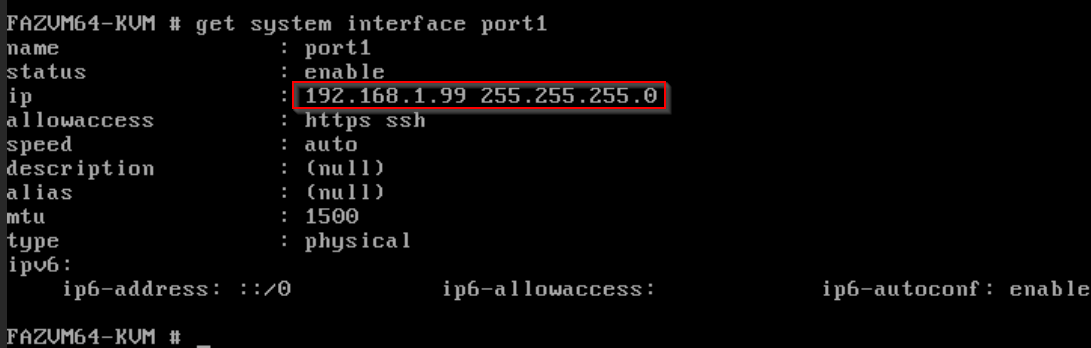 FAZVM64-KVM # get system interface port1
name                : port1
status              : enable
ip                  : 192.168.1.99 255.255.255.0
allowaccess         : https ssh
speed               : auto
description         : (null)
alias               : (null)
mtu                 : 1500
type                : physical
ipv6:
    ip6-address: ::/0           ip6-allowaccess:            ip6-autoconf: enable
FAZVM64-KVM # _